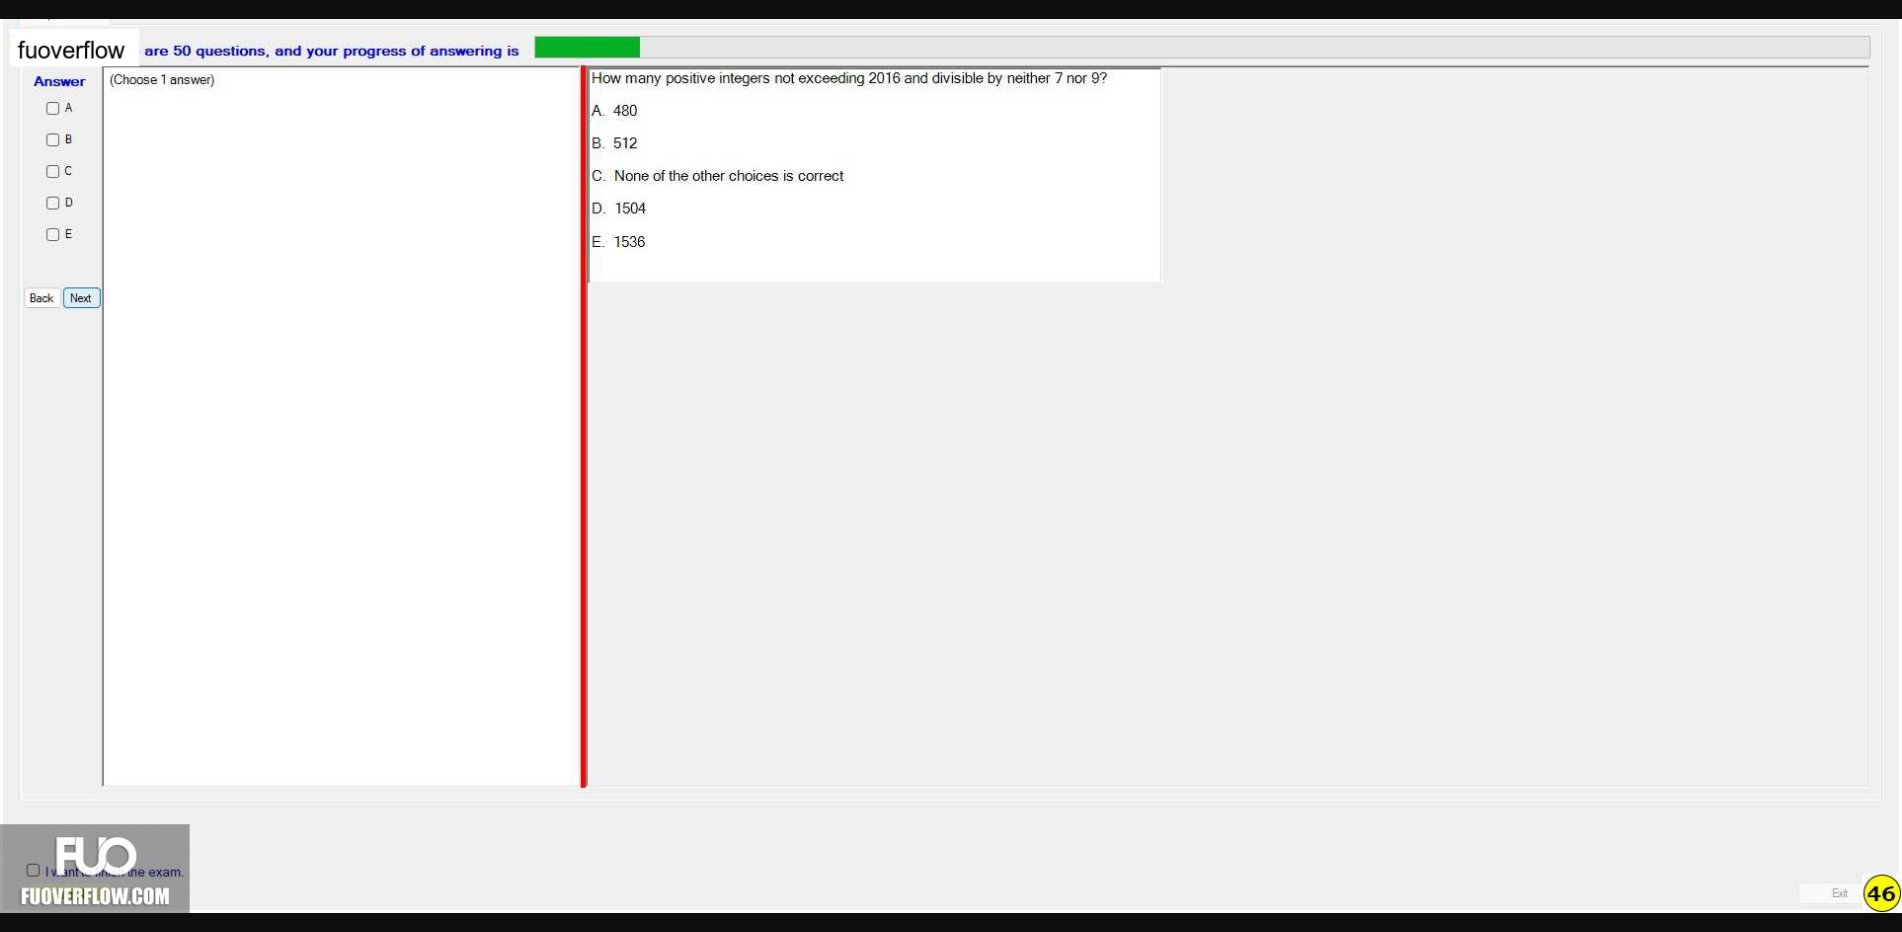 fuoverflow are 50 questions, and your progress of answering is
Answer
(Choose 1 answer)
A
B
C
D
E
Back Next
How many positive integers not exceeding 2016 and divisible by neither 7 nor 9?
A. 480
B. 512
C. None of the other choices is correct
D. 1504
E. 1536
FUO
the exam.
FUOVERFLOW.COM
Exit
46